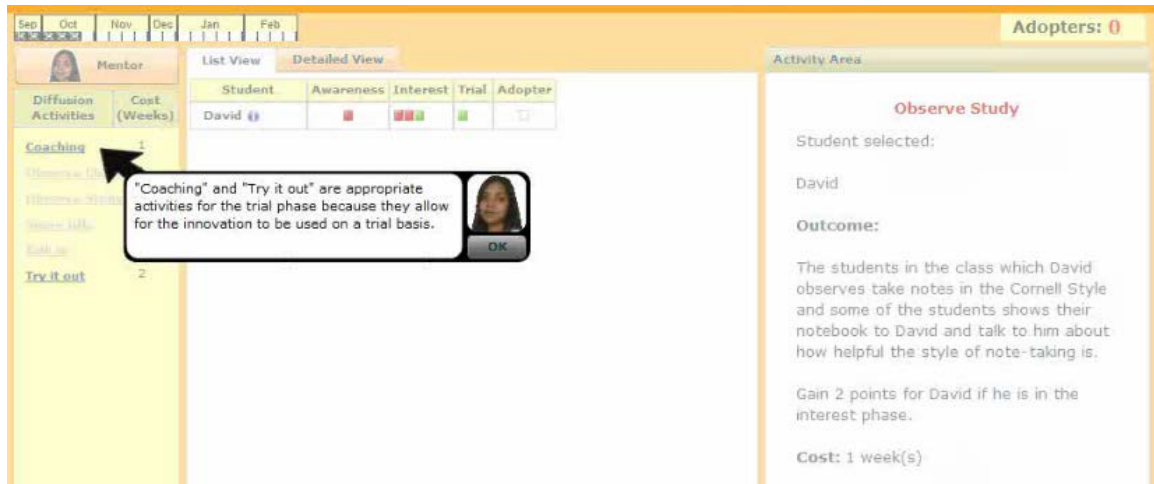 Sep Oct Nov Dec Jan Feb
Adopters: 0
Mentor
List View Detailed View
Activity Area
Diffusion Activities Cost (Weeks)
Student Awareness Interest Trial Adopter
David
Coaching 1
"Coaching" and "Try it out" are appropriate
activities for the trial phase because they allow
for the innovation to be used on a trial basis.
OK
Talk to
Try it out 2
Observe Study
Student selected:
David
Outcome:
The students in the class which David
observes take notes in the Cornell Style
and some of the students shows their
notebook to David and talk to him about
how helpful the style of note-taking is.
Gain 2 points for David if he is in the
interest phase.
Cost: 1 week(s)